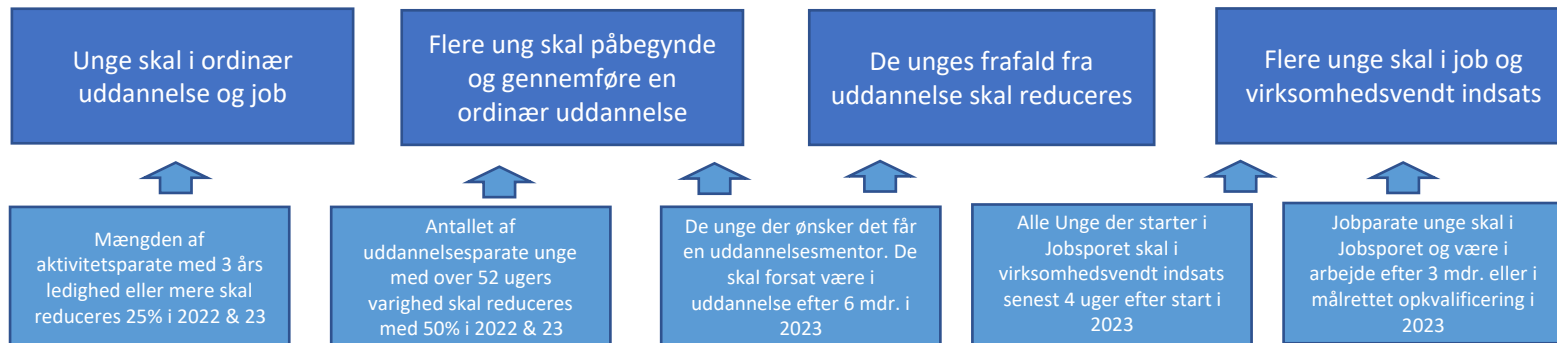 Unge skal i ordinær
uddannelse og job
Flere ung skal påbegynde
og gennemføre en
ordinær uddannelse
De unges frafald fra
uddannelse skal reduceres
Flere unge skal i job og
virksomhedsvendt indsats
Mængden af
aktivitetsparate med 3 års
ledighed eller mere skal
reduceres 25% i 2022 & 23
Antallet af
uddannelsesparate unge
med over 52 ugers
varighed skal reduceres
med 50% i 2022 & 23
De unge der ønsker det får
en uddannelsesmentor. De
skal forsat være i
uddannelse efter 6 mdr. i
2023
Alle Unge der starter i
Jobsporet skal i
virksomhedsvendt indsats
senest 4 uger efter start i
2023
Jobparate unge skal i
Jobsporet og være i
arbejde efter 3 mdr. eller i
målrettet opkvalificering i
2023